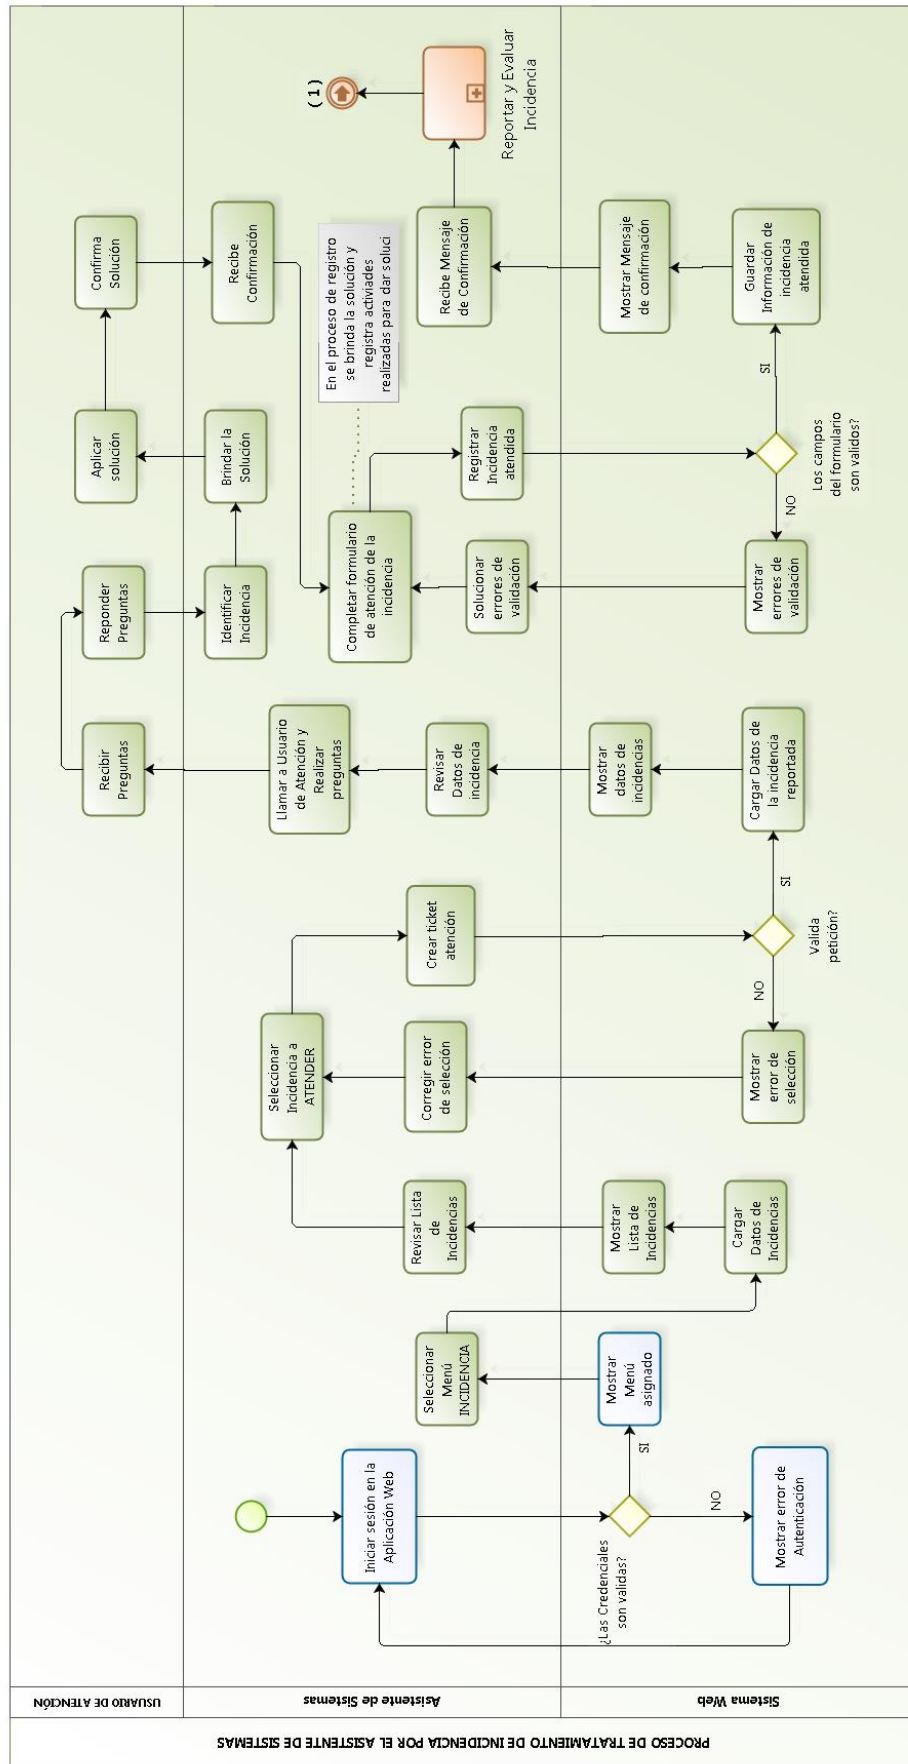 PROCESO DE TRATAMIENTO DE INCIDENCIA POR EL ASISTENTE DE SISTEMAS
USUARIO DE ATENCIÓN
Asistente de Sistemas
Sistema Web
Iniciar sesión en la
Aplicación Web
¿Las Credenciales
son validas?
NO
SI
Mostrar error de
Autenticación
Mostrar
Menú
asignado
Seleccionar
Menú
INCIDENCIA
Cargar
Datos de
Incidencias
Mostrar
Lista de
Incidencias
Revisar Lista
de
Incidencias
Seleccionar
Incidencia a
ATENDER
Corregir error
de selección
Mostrar
error de
selección
Crear ticket
atención
Valida
petición?
NO
SI
Cargar Datos de
la incidencia
reportada
Mostrar
datos de
incidencias
Revisar
Datos de
incidencia
Llamar a Usuario
de Atención y
Realizar
preguntas
Recibir
Preguntas
Reponder
Preguntas
Identificar
Incidencia
Brindar la
Solución
Aplicar
solución
Confirma
Solución
Recibe
Confirmación
Completar formulario
de atención de la
incidencia
En el proceso de registro
se brinda la solución y
registra activiades
realizadas para dar soluci
Solucionar
errores de
validación
Mostrar
errores de
validación
Registrar
Incidencia
atendida
Los campos
del formulario
son validos?
NO
SI
Guardar
Información de
incidencia
atendida
Mostrar Mensaje
de confirmación
Recibe Mensaje
de Confirmación
Reportar y Evaluar
Incidencia
( 1 )